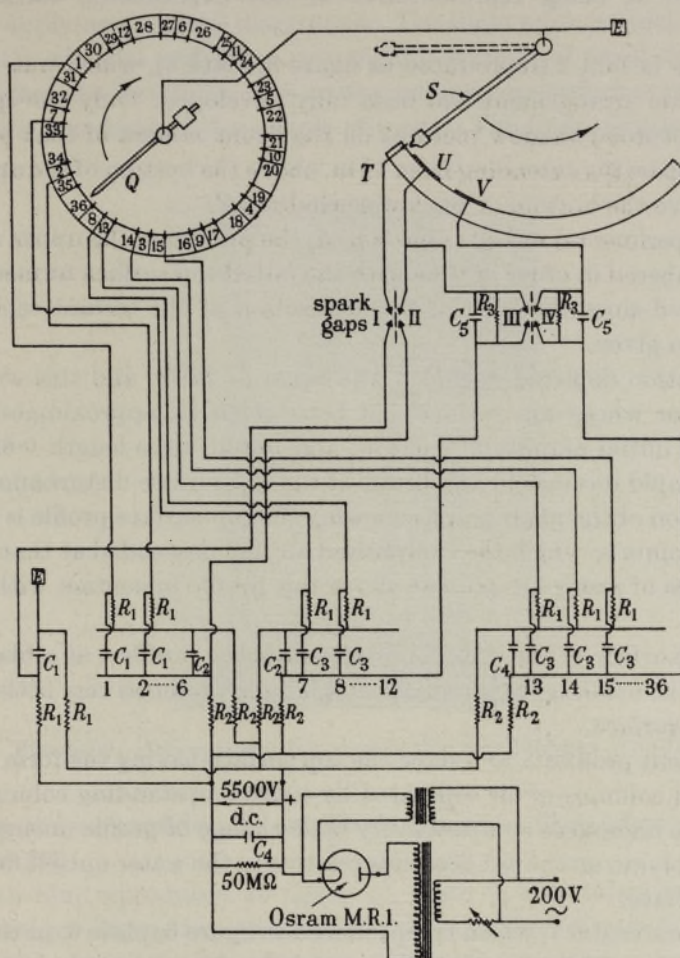 28 27 6 26 25 11 24 23 5 22 21 10 20 19 4 18 17 9 16 15 3 14 13 8 36 35 2 34 33 7 32 31 1 30 29 12
E
Q
S
T U V
spark
gaps I II
C5 R3 III IV R3 C5
E
R1 R1 R1 R1 R1 R1 R1
C1 C1 C1 C2 C2 C3 C3 C4 C3 C3 C3
1 2······6 7 8······12 13 14 15······36
R1 R1 R2 R2 R2 R2 R2 R2
− 5500V +
d.c.
C4
50MΩ
Osram M.R.1.
200V.